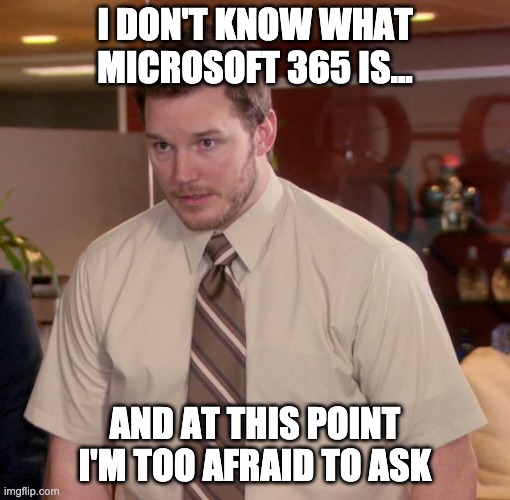 I DON'T KNOW WHAT
MICROSOFT 365 IS...
AND AT THIS POINT
I'M TOO AFRAID TO ASK
imgflip.com